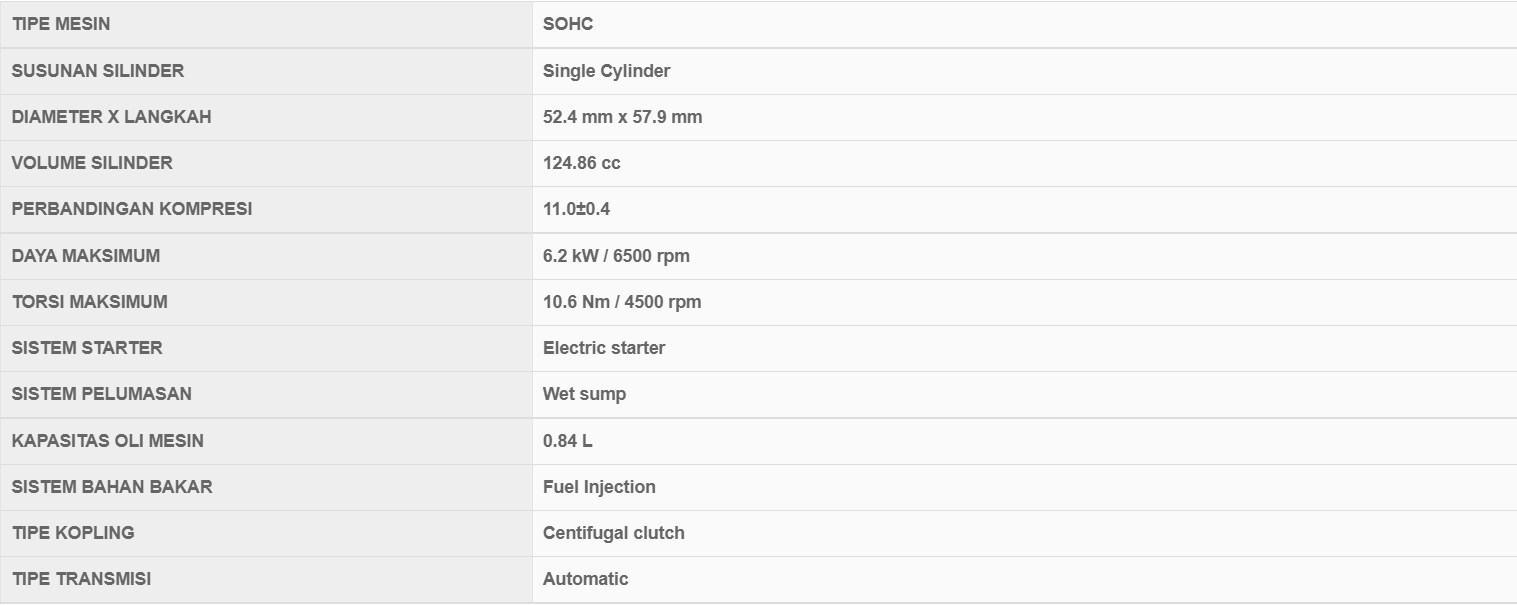 TIPE MESIN SOHC
SUSUNAN SILINDER Single Cylinder
DIAMETER X LANGKAH 52.4 mm x 57.9 mm
VOLUME SILINDER 124.86 cc
PERBANDINGAN KOMPRESI 11.0±0.4
DAYA MAKSIMUM 6.2 kW / 6500 rpm
TORSI MAKSIMUM 10.6 Nm / 4500 rpm
SISTEM STARTER Electric starter
SISTEM PELUMASAN Wet sump
KAPASITAS OLI MESIN 0.84 L
SISTEM BAHAN BAKAR Fuel Injection
TIPE KOPLING Centifugal clutch
TIPE TRANSMISI Automatic